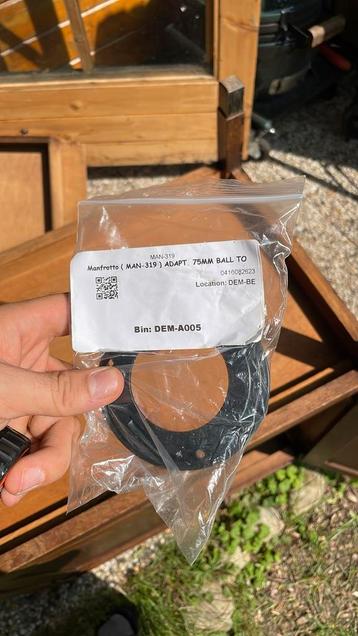 MAN-319
Manfrotto ( MAN-319 ) ADAPT. 75MM BALL TO
0416082623
Location: DEM-BE
Bin: DEM-A005